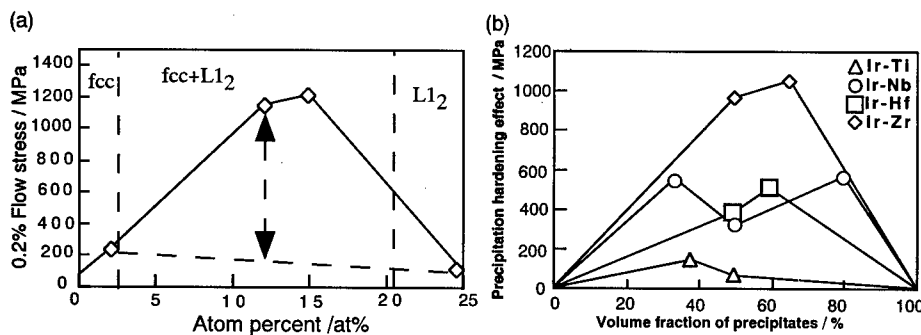 (a)
0.2% Flow stress / MPa
1400
1200
1000
800
600
400
200
0
fcc
fcc+L1₂
L1₂
0
5
10
15
20
25
Atom percent /at%
(b)
Precipitation hardening effect / MPa
1200
1000
800
600
400
200
0
Ir-Ti
Ir-Nb
Ir-Hf
Ir-Zr
0
20
40
60
80
100
Volume fraction of precipitates / %